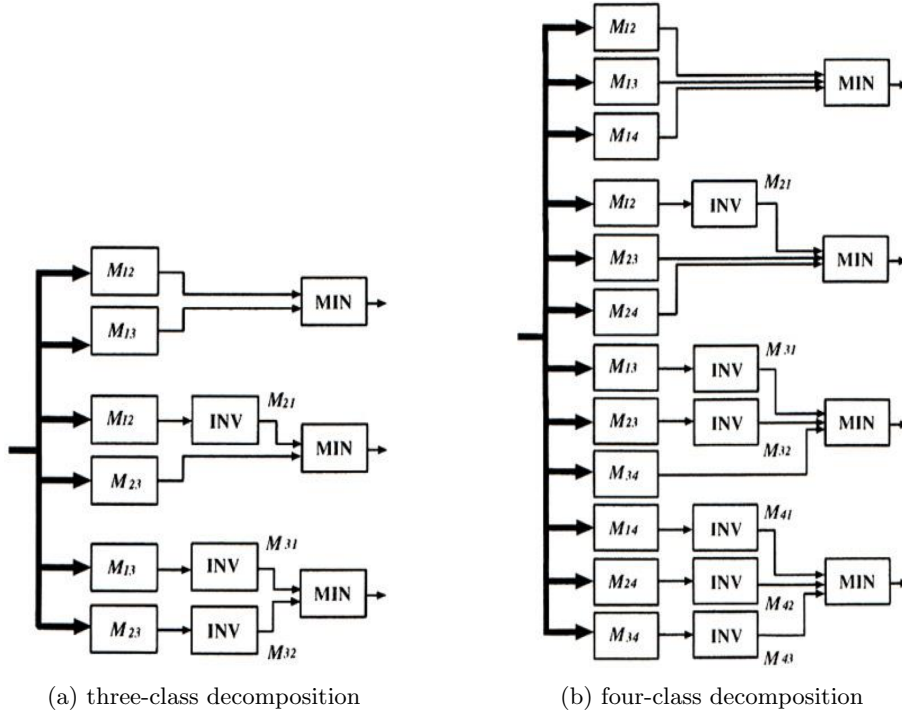 M12
M13
MIN
M12
INV
M21
M23
MIN
M13
INV
M31
M23
INV
M32
MIN
(a) three-class decomposition
M12
M13
M14
MIN
M12
INV
M21
M23
M24
MIN
M13
INV
M31
M23
INV
M32
M34
MIN
M14
INV
M41
M24
INV
M42
M34
INV
M43
MIN
(b) four-class decomposition